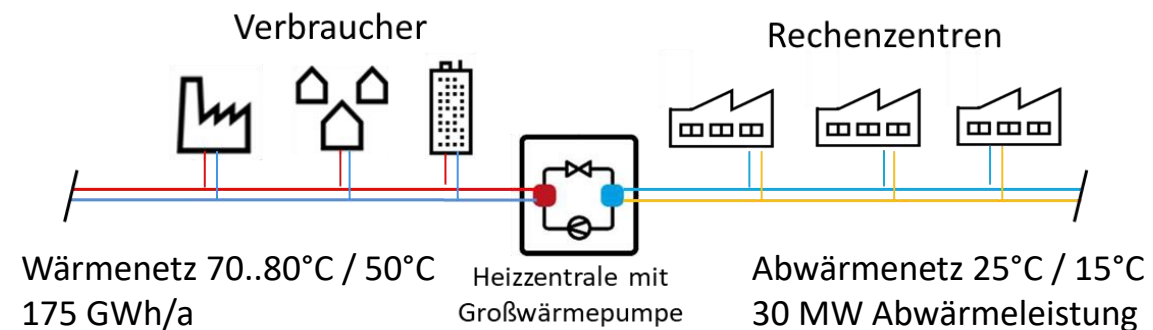 Verbraucher
Rechenzentren
Wärmenetz 70..80°C / 50°C
175 GWh/a
Heizzentrale mit
Großwärmepumpe
Abwärmenetz 25°C / 15°C
30 MW Abwärmeleistung